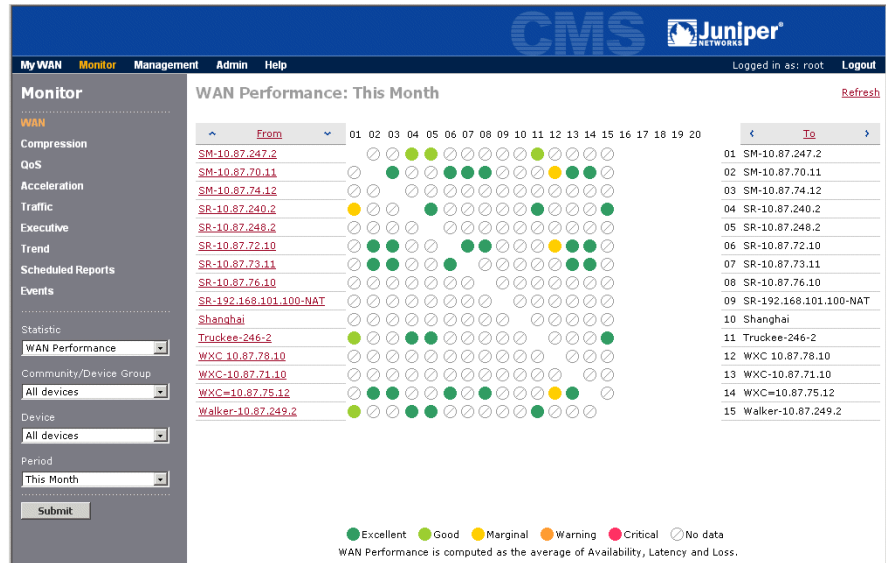 CMS
Juniper®
NETWORKS
My WAN Monitor Management Admin Help Logged in as: root Logout
Monitor
WAN
Compression
QoS
Acceleration
Traffic
Executive
Trend
Scheduled Reports
Events
Statistic
WAN Performance
Community/Device Group
All devices
Device
All devices
Period
This Month
Submit
WAN Performance: This Month
Refresh
From 01 02 03 04 05 06 07 08 09 10 11 12 13 14 15 16 17 18 19 20
SM-10.87.247.2
SM-10.87.70.11
SM-10.87.74.12
SR-10.87.240.2
SR-10.87.248.2
SR-10.87.72.10
SR-10.87.73.11
SR-10.87.76.10
SR-192.168.101.100-NAT
Shanghai
Truckee-246-2
WXC 10.87.78.10
WXC-10.87.71.10
WXC=10.87.75.12
Walker-10.87.249.2
To
01 SM-10.87.247.2
02 SM-10.87.70.11
03 SM-10.87.74.12
04 SR-10.87.240.2
05 SR-10.87.248.2
06 SR-10.87.72.10
07 SR-10.87.73.11
08 SR-10.87.76.10
09 SR-192.168.101.100-NAT
10 Shanghai
11 Truckee-246-2
12 WXC 10.87.78.10
13 WXC-10.87.71.10
14 WXC=10.87.75.12
15 Walker-10.87.249.2
Excellent Good Marginal Warning Critical No data
WAN Performance is computed as the average of Availability, Latency and Loss.